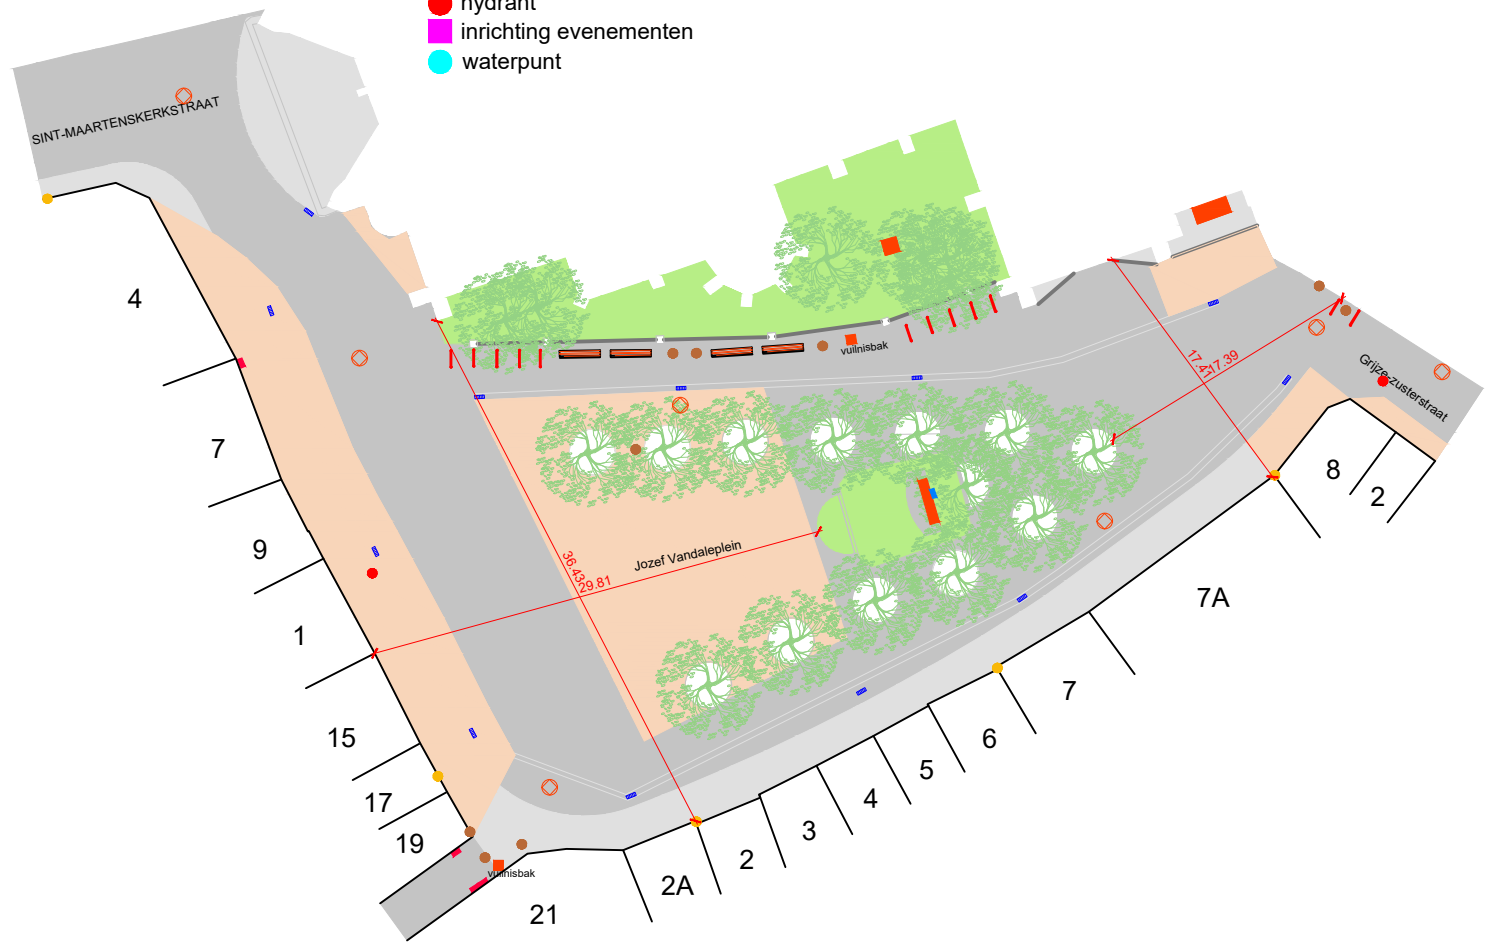 hydrant
inrichting evenementen
waterpunt
SINT-MAARTENSKERKSTRAAT
4
7
9
1
15
17
19
21
2A
2
3
4
5
6
7
7A
8
2
vuilnisbak
Grijze-zusterstraat
17.41
17.39
Jozef Vandaleplein
36.43
29.81
vuilnisbak